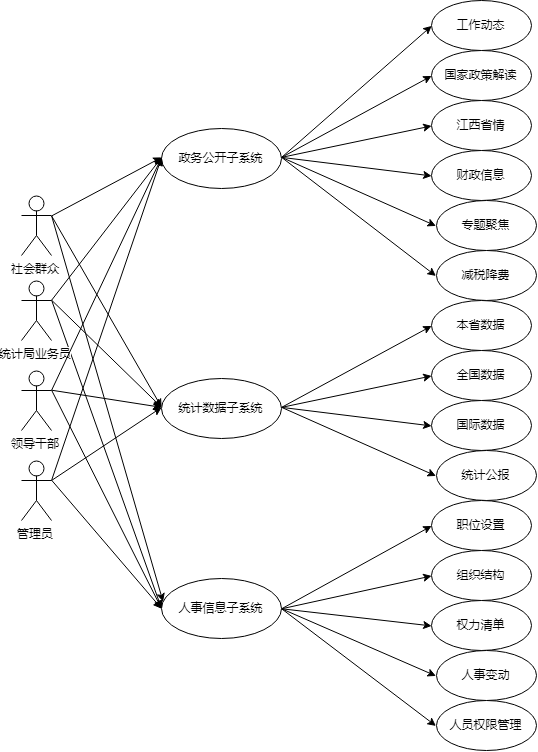 工作动态
国家政策解读
江西省情
政务公开子系统
财政信息
专题聚焦
社会群众
减税降费
本省数据
统计局业务员
全国数据
统计数据子系统
国际数据
领导干部
统计公报
职位设置
管理员
组织结构
人事信息子系统
权力清单
人事变动
人员权限管理